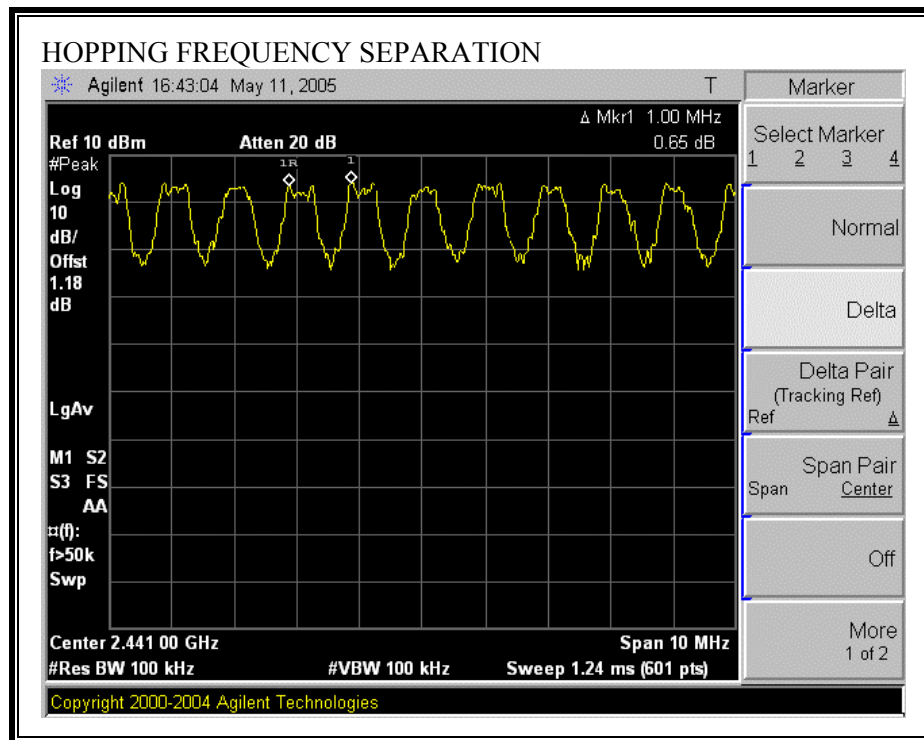 HOPPING FREQUENCY SEPARATION
Agilent 16:43:04 May 11, 2005 T
Δ Mkr1 1.00 MHz
Ref 10 dBm Atten 20 dB 0.65 dB
#Peak
Log
10
dB/
Offst
1.18
dB
1R 1
LgAv
M1 S2
S3 FS
AA
¤(f):
f>50k
Swp
Center 2.441 00 GHz Span 10 MHz
#Res BW 100 kHz #VBW 100 kHz Sweep 1.24 ms (601 pts)
Copyright 2000-2004 Agilent Technologies
Marker
Select Marker
1 2 3 4
Normal
Delta
Delta Pair
(Tracking Ref)
Ref Δ
Span Pair
Span Center
Off
More
1 of 2